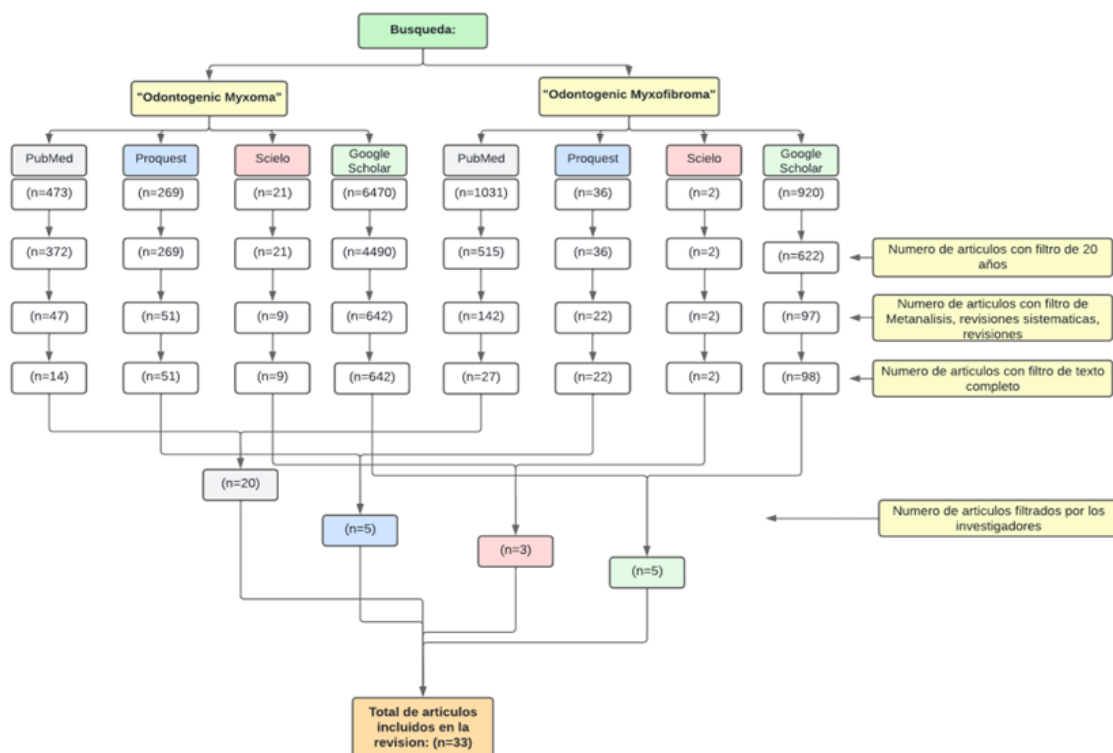 Busqueda:
"Odontogenic Myxoma"
"Odontogenic Myxofibroma"
PubMed
Proquest
Scielo
Google
Scholar
PubMed
Proquest
Scielo
Google
Scholar
(n=473)
(n=269)
(n=21)
(n=6470)
(n=1031)
(n=36)
(n=2)
(n=920)
(n=372)
(n=269)
(n=21)
(n=4490)
(n=515)
(n=36)
(n=2)
(n=622)
Numero de articulos con filtro de 20
años
(n=47)
(n=51)
(n=9)
(n=642)
(n=142)
(n=22)
(n=2)
(n=97)
Numero de articulos con filtro de
Metanalisis, revisiones sistematicas,
revisiones
(n=14)
(n=51)
(n=9)
(n=642)
(n=27)
(n=22)
(n=2)
(n=98)
Numero de articulos con filtro de texto
completo
(n=20)
(n=5)
(n=3)
(n=5)
Numero de articulos filtrados por los
investigadores
Total de articulos
incluidos en la
revision: (n=33)